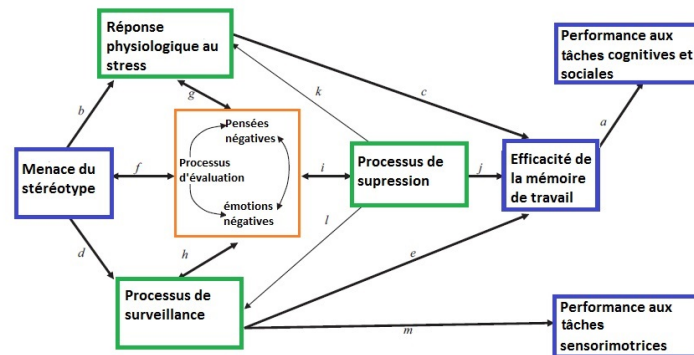 Réponse
physiologique au
stress
Performance aux
tâches cognitives et
sociales
k
c
b
g
a
Pensées
négatives
Menace du
stéréotype
f
Processus
d'évaluation
i
Processus de
supression
j
Efficacité de
la mémoire
de travail
émotions
négatives
d
h
l
e
Processus de
surveillance
m
Performance aux
tâches
sensorimotrices